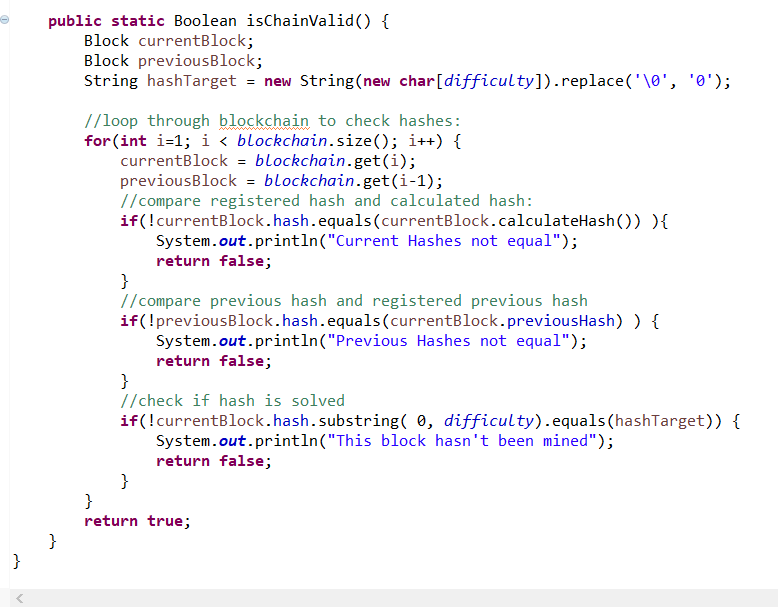 public static Boolean isChainValid() {
Block currentBlock;
Block previousBlock;
String hashTarget = new String(new char[difficulty]).replace('\0', '0');
//loop through blockchain to check hashes:
for(int i=1; i < blockchain.size(); i++) {
currentBlock = blockchain.get(i);
previousBlock = blockchain.get(i-1);
//compare registered hash and calculated hash:
if(!currentBlock.hash.equals(currentBlock.calculateHash()) ){
System.out.println("Current Hashes not equal");
return false;
}
//compare previous hash and registered previous hash
if(!previousBlock.hash.equals(currentBlock.previousHash) ) {
System.out.println("Previous Hashes not equal");
return false;
}
//check if hash is solved
if(!currentBlock.hash.substring( 0, difficulty).equals(hashTarget)) {
System.out.println("This block hasn't been mined");
return false;
}
}
return true;
}
}